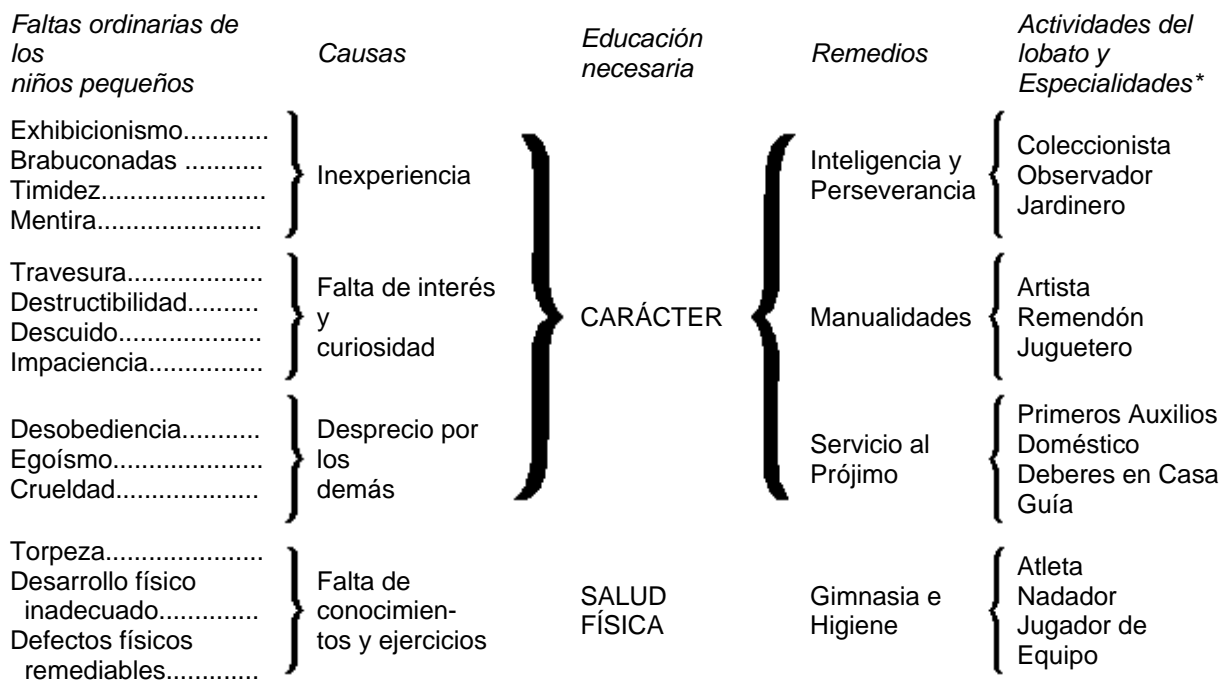 Faltas ordinarias de
los
niños pequeños
Causas
Educación
necesaria
Remedios
Actividades del
lobato y
Especialidades*
Exhibicionismo............
Brabuconadas ...........
Timidez.......................
Mentira.......................
Inexperiencia
Inteligencia y
Perseverancia
Coleccionista
Observador
Jardinero
Travesura...................
Destructibilidad..........
Descuido....................
Impaciencia................
Falta de interés
y
curiosidad
CARÁCTER
Manualidades
Artista
Remendón
Juguetero
Desobediencia...........
Egoísmo.....................
Crueldad....................
Desprecio por
los
demás
Servicio al
Prójimo
Primeros Auxilios
Doméstico
Deberes en Casa
Guía
Torpeza......................
Desarrollo físico
inadecuado..............
Defectos físicos
remediables.............
Falta de
conocimien-
tos y ejercicios
SALUD
FÍSICA
Gimnasia e
Higiene
Atleta
Nadador
Jugador de
Equipo